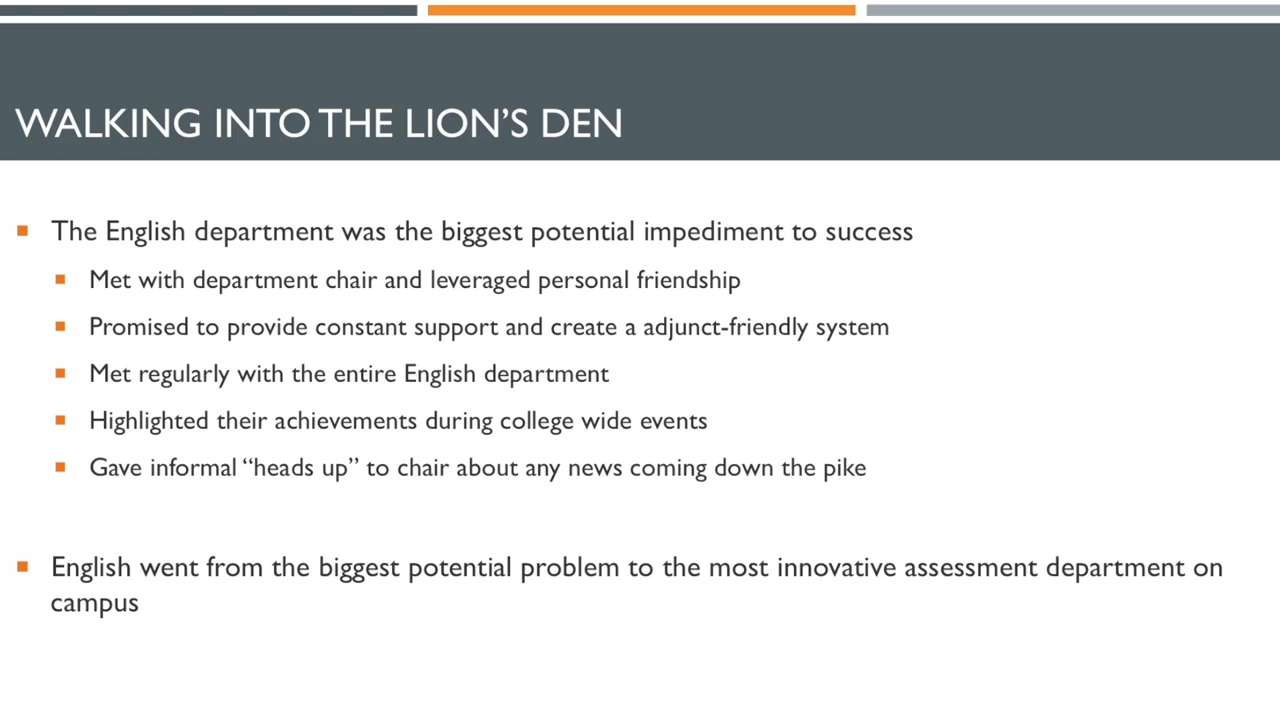 WALKING INTO THE LION’S DEN
The English department was the biggest potential impediment to success
Met with department chair and leveraged personal friendship
Promised to provide constant support and create a adjunct-friendly system
Met regularly with the entire English department
Highlighted their achievements during college wide events
Gave informal “heads up” to chair about any news coming down the pike
English went from the biggest potential problem to the most innovative assessment department on
campus